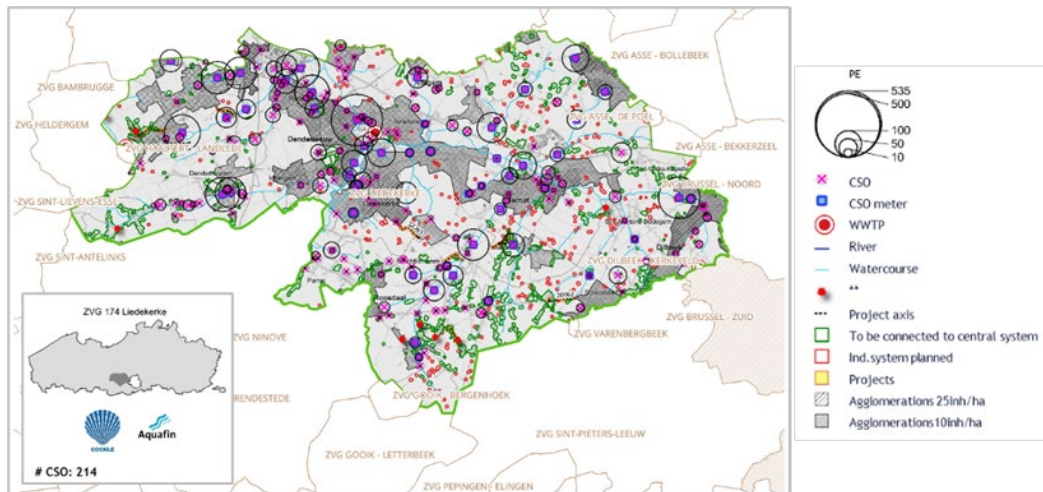 ZVG ASSE - BOLLEBEEK
ZVG BAMBRUGGE
ZVG HELDERGEM
ZVG ASSE - DE POEL
ZVG ASSE - BEKKERZEEL
Denderleeuw
ZVG LIEDEKERKE
ZVG BRUSSEL - NOORD
ZVG SINT-LIEVENS-ESSE
ZVG SINT-ANTELINKS
ZVG DILBEEK - KERKEVELD
Roosdaal
ZVG BRUSSEL - ZUID
ZVG VARENBERGBEEK
ZVG NINOVE
ZVG GOOIK - BERGENHOEK
ZVG SINT-PIETERS-LEEUW
ZVG GOOIK - LETTERBEEK
ZVG PEPINGEN - ELINGEN
ZVG 174 Liedekerke
COCKLE
Aquafin
# CSO: 214
PE
535
500
100
50
10
CSO
CSO meter
WWTP
River
Watercourse
**
Project axis
To be connected to central system
Ind.system planned
Projects
Agglomerations 25inh/ha
Agglomerations10inh/ha